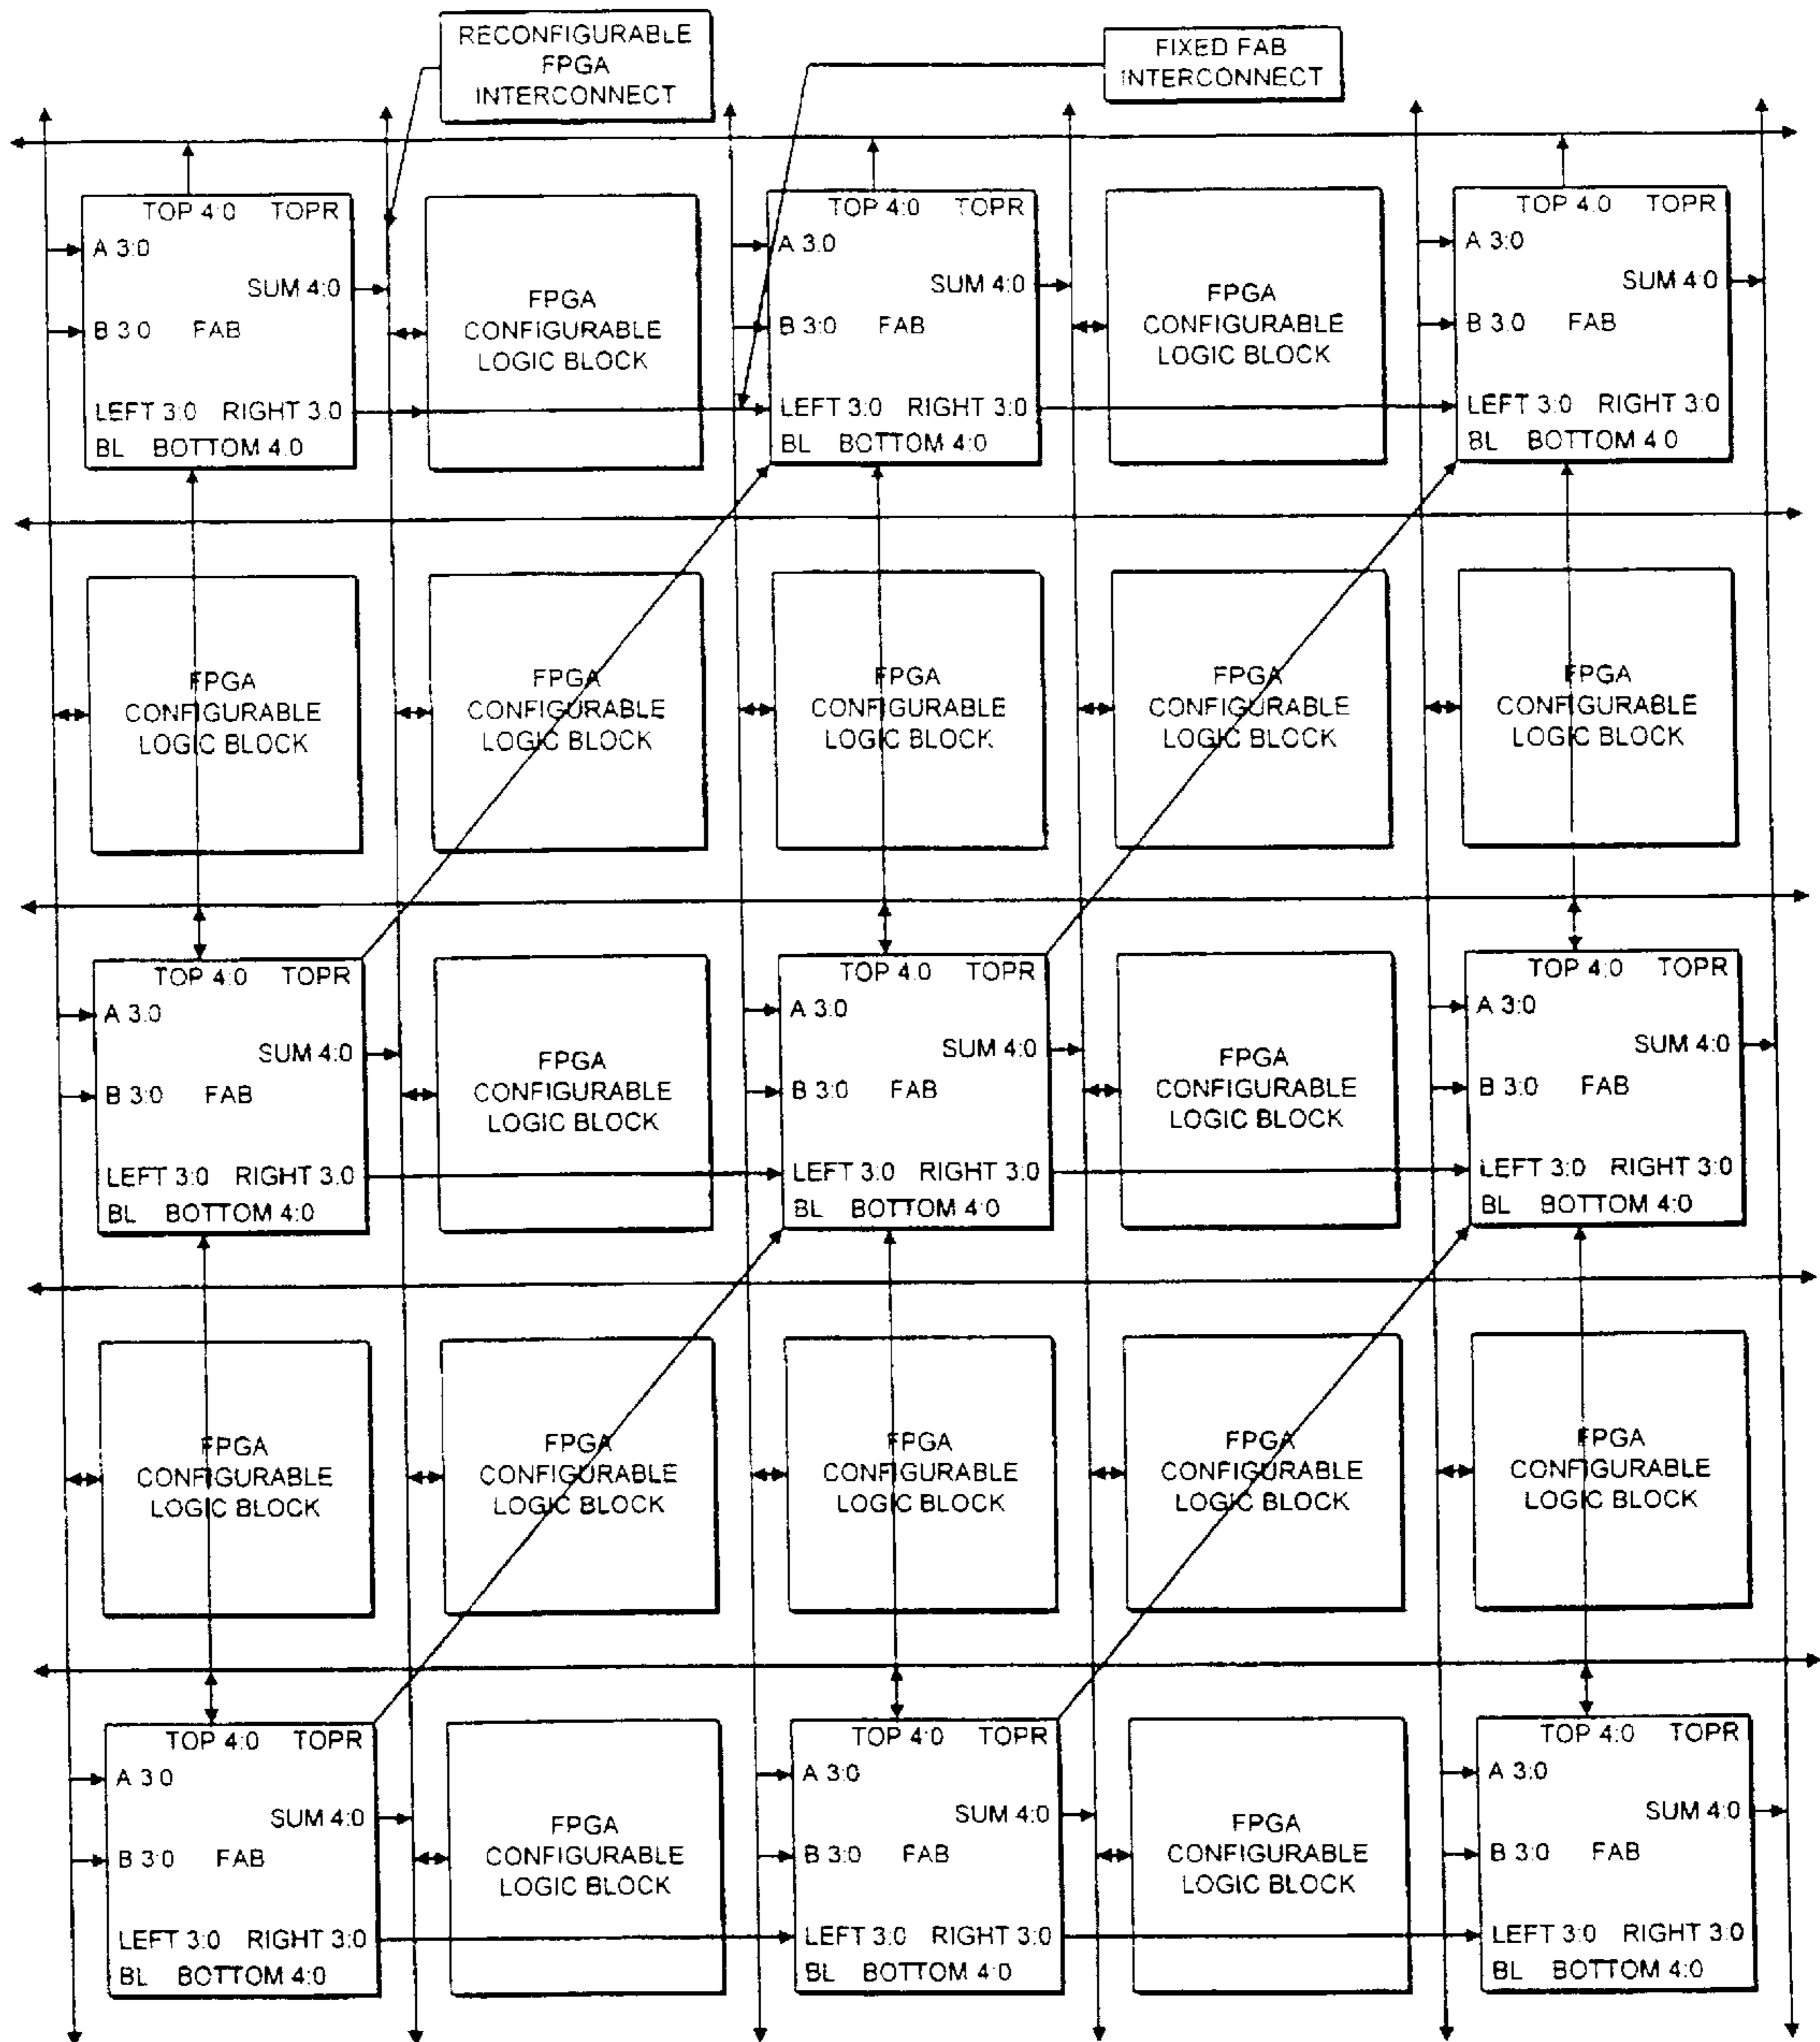 RECONFIGURABLE
FPGA
INTERCONNECT
FIXED FAB
INTERCONNECT
TOP 4:0 TOPR
A 3:0
SUM 4:0
B 3:0 FAB
LEFT 3:0 RIGHT 3:0
BL BOTTOM 4:0
FPGA
CONFIGURABLE
LOGIC BLOCK
TOP 4:0 TOPR
A 3:0
SUM 4:0
B 3:0 FAB
LEFT 3:0 RIGHT 3:0
BL BOTTOM 4:0
FPGA
CONFIGURABLE
LOGIC BLOCK
TOP 4:0 TOPR
A 3:0
SUM 4:0
B 3:0 FAB
LEFT 3:0 RIGHT 3:0
BL BOTTOM 4:0
FPGA
CONFIGURABLE
LOGIC BLOCK
FPGA
CONFIGURABLE
LOGIC BLOCK
FPGA
CONFIGURABLE
LOGIC BLOCK
FPGA
CONFIGURABLE
LOGIC BLOCK
FPGA
CONFIGURABLE
LOGIC BLOCK
TOP 4:0 TOPR
A 3:0
SUM 4:0
B 3:0 FAB
LEFT 3:0 RIGHT 3:0
BL BOTTOM 4:0
FPGA
CONFIGURABLE
LOGIC BLOCK
TOP 4:0 TOPR
A 3:0
SUM 4:0
B 3:0 FAB
LEFT 3:0 RIGHT 3:0
BL BOTTOM 4:0
FPGA
CONFIGURABLE
LOGIC BLOCK
TOP 4:0 TOPR
A 3:0
SUM 4:0
B 3:0 FAB
LEFT 3:0 RIGHT 3:0
BL BOTTOM 4:0
FPGA
CONFIGURABLE
LOGIC BLOCK
FPGA
CONFIGURABLE
LOGIC BLOCK
FPGA
CONFIGURABLE
LOGIC BLOCK
FPGA
CONFIGURABLE
LOGIC BLOCK
FPGA
CONFIGURABLE
LOGIC BLOCK
TOP 4:0 TOPR
A 3:0
SUM 4:0
B 3:0 FAB
LEFT 3:0 RIGHT 3:0
BL BOTTOM 4:0
FPGA
CONFIGURABLE
LOGIC BLOCK
TOP 4:0 TOPR
A 3:0
SUM 4:0
B 3:0 FAB
LEFT 3:0 RIGHT 3:0
BL BOTTOM 4:0
FPGA
CONFIGURABLE
LOGIC BLOCK
TOP 4:0 TOPR
A 3:0
SUM 4:0
B 3:0 FAB
LEFT 3:0 RIGHT 3:0
BL BOTTOM 4:0